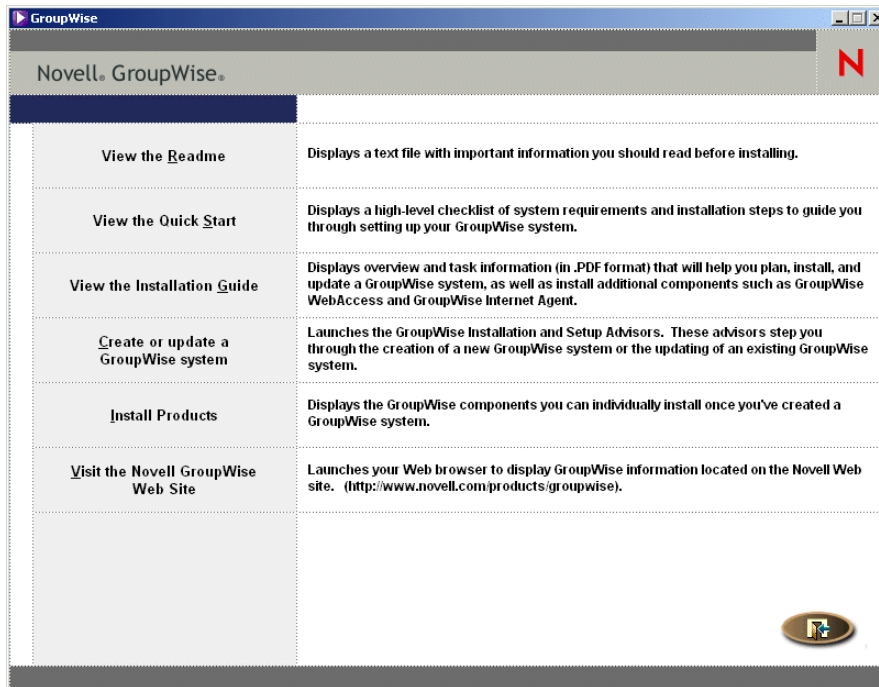 GroupWise
Novell® GroupWise®
N
View the Readme
Displays a text file with important information you should read before installing.
View the Quick Start
Displays a high-level checklist of system requirements and installation steps to guide you
through setting up your GroupWise system.
View the Installation Guide
Displays overview and task information (in .PDF format) that will help you plan, install, and
update a GroupWise system, as well as install additional components such as GroupWise
WebAccess and GroupWise Internet Agent.
Create or update a
GroupWise system
Launches the GroupWise Installation and Setup Advisors.  These advisors step you
through the creation of a new GroupWise system or the updating of an existing GroupWise
system.
Install Products
Displays the GroupWise components you can individually install once you've created a
GroupWise system.
Visit the Novell GroupWise
Web Site
Launches your Web browser to display GroupWise information located on the Novell Web
site.   (http://www.novell.com/products/groupwise).